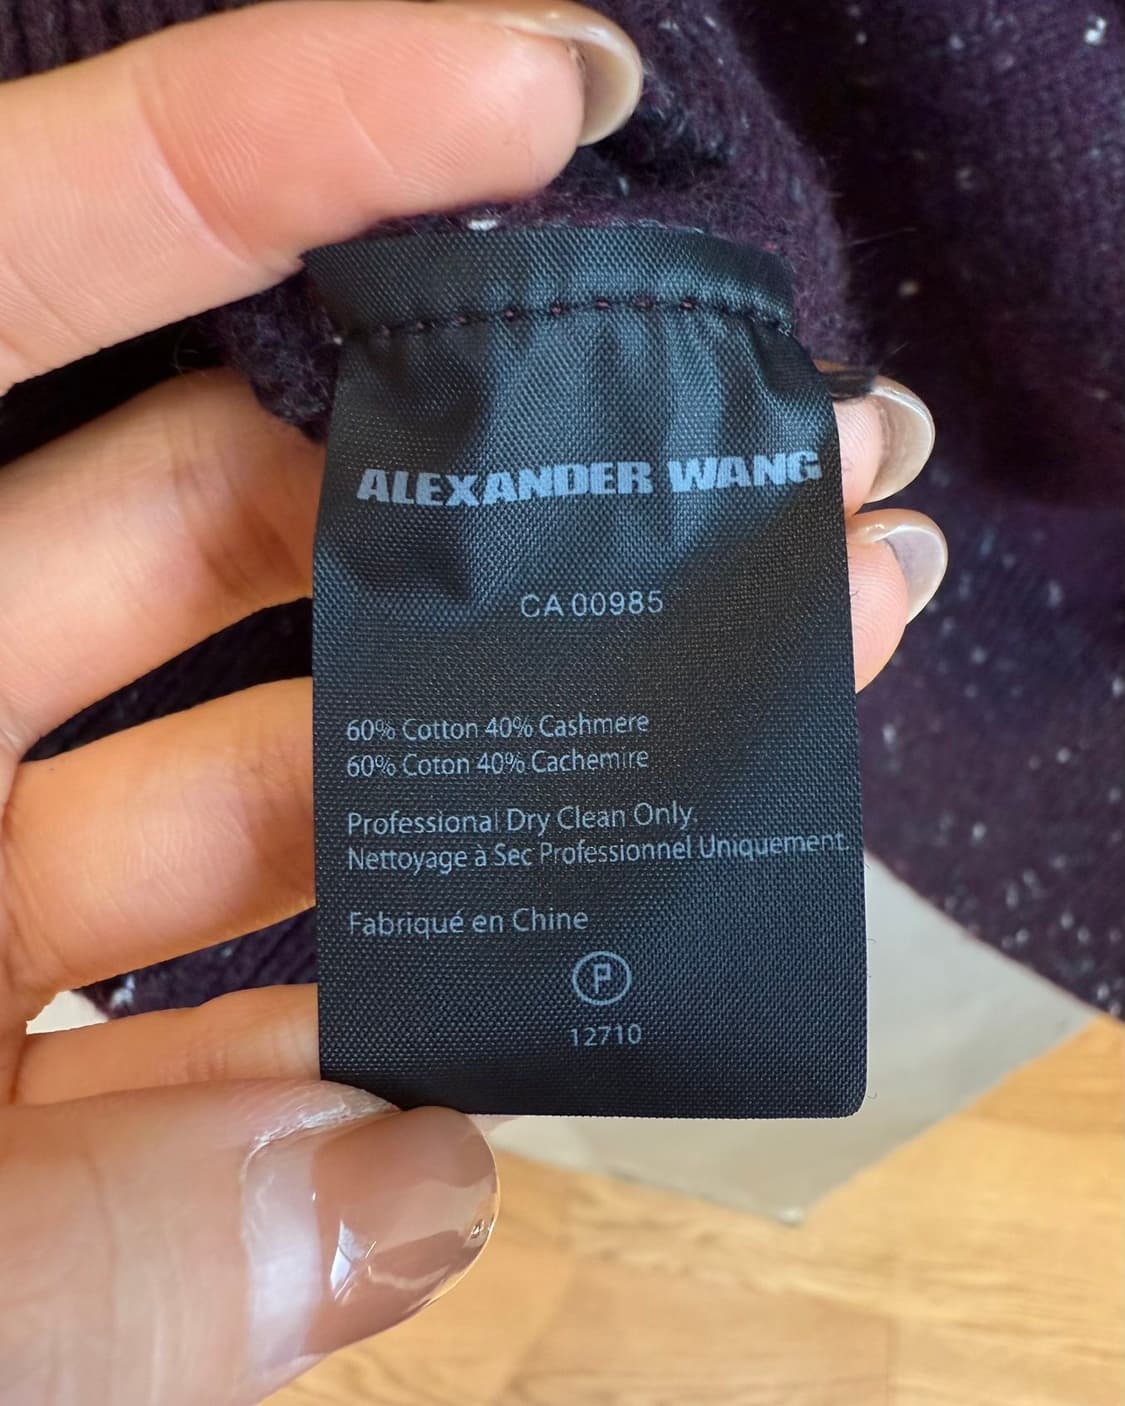 ALEXANDER WANG
CA 00985
60% Cotton 40% Cashmere
60% Coton 40% Cachemire
Professional Dry Clean Only
Nettoyage à Sec Professionnel Uniquement.
Fabriqué en Chine
P
12710